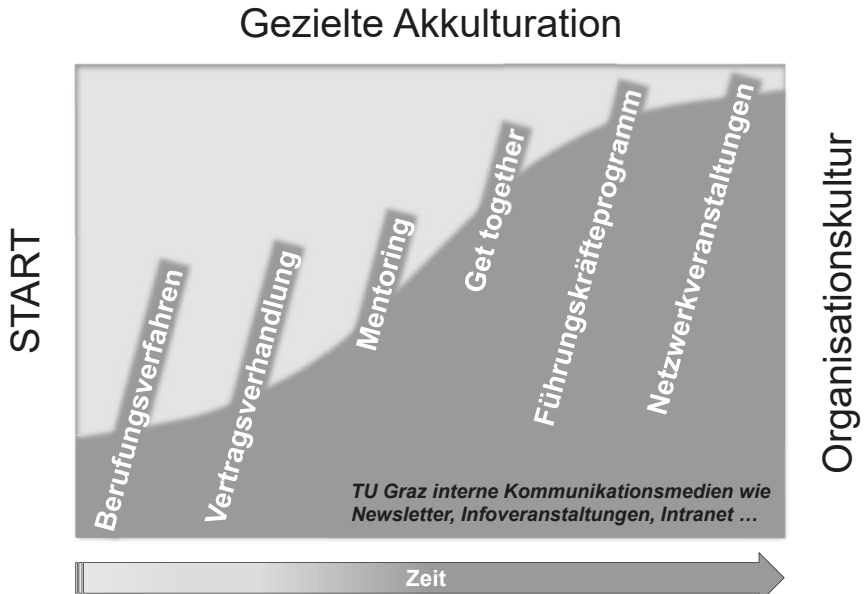 Gezielte Akkulturation
START
Berufungsverfahren
Vertragsverhandlung
Mentoring
Get together
Führungskräfteprogramm
Netzwerkveranstaltungen
Organisationskultur
TU Graz interne Kommunikationsmedien wie
Newsletter, Infoveranstaltungen, Intranet …
Zeit